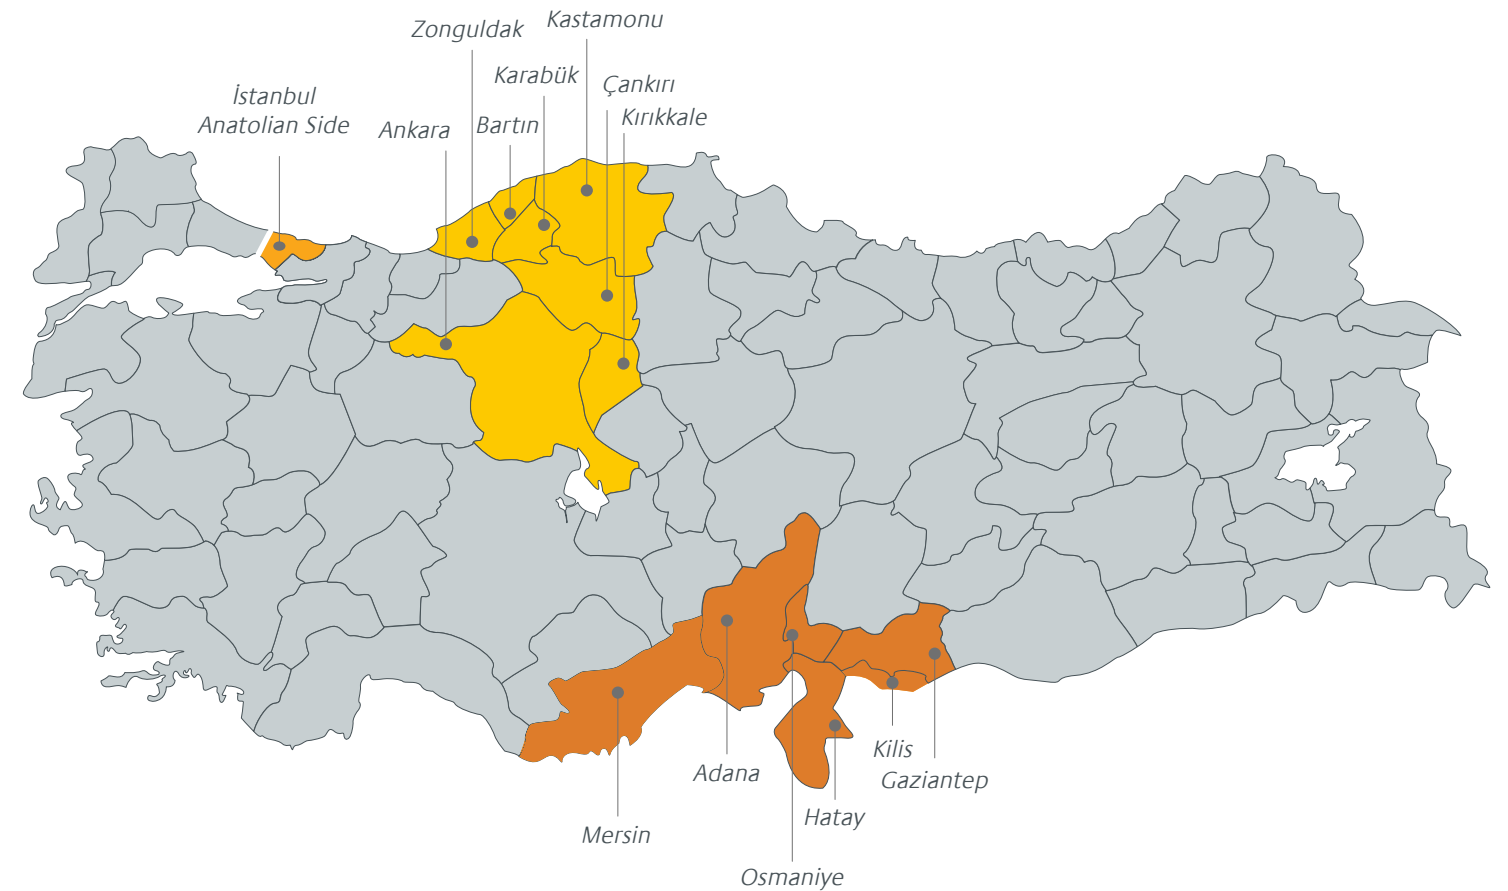 Kastamonu
Zonguldak
Karabük
Çankırı
İstanbul
Anatolian Side
Kırıkkale
Ankara
Bartın
Kilis
Adana
Gaziantep
Hatay
Mersin
Osmaniye